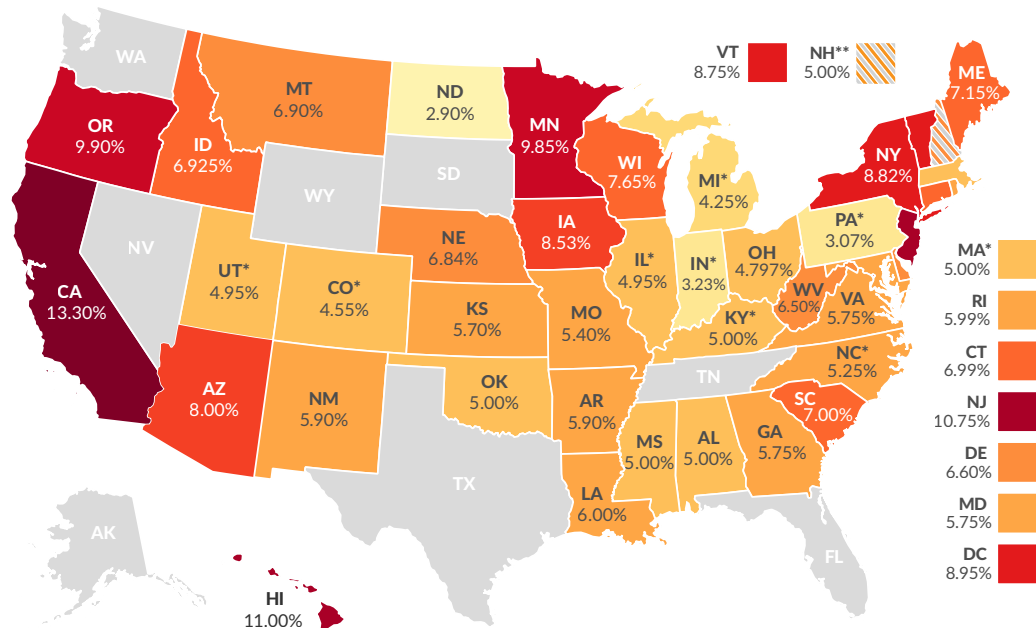 WA
VT
8.75%
NH**
5.00%
ME
7.15%
MT
6.90%
ND
2.90%
MN
9.85%
OR
9.90%
ID
6.925%
WI
7.65%
NY
8.82%
SD
MI*
4.25%
WY
PA*
3.07%
IA
8.53%
NE
6.84%
NV
UT*
4.95%
CO*
4.55%
IL*
4.95%
IN*
3.23%
OH
4.797%
MA*
5.00%
CA
13.30%
KS
5.70%
MO
5.40%
WV
6.50%
VA
5.75%
RI
5.99%
KY*
5.00%
NC*
5.25%
CT
6.99%
AZ
8.00%
NM
5.90%
OK
5.00%
TN
AR
5.90%
SC
7.00%
NJ
10.75%
MS
5.00%
AL
5.00%
GA
5.75%
DE
6.60%
TX
LA
6.00%
MD
5.75%
AK
FL
DC
8.95%
HI
11.00%